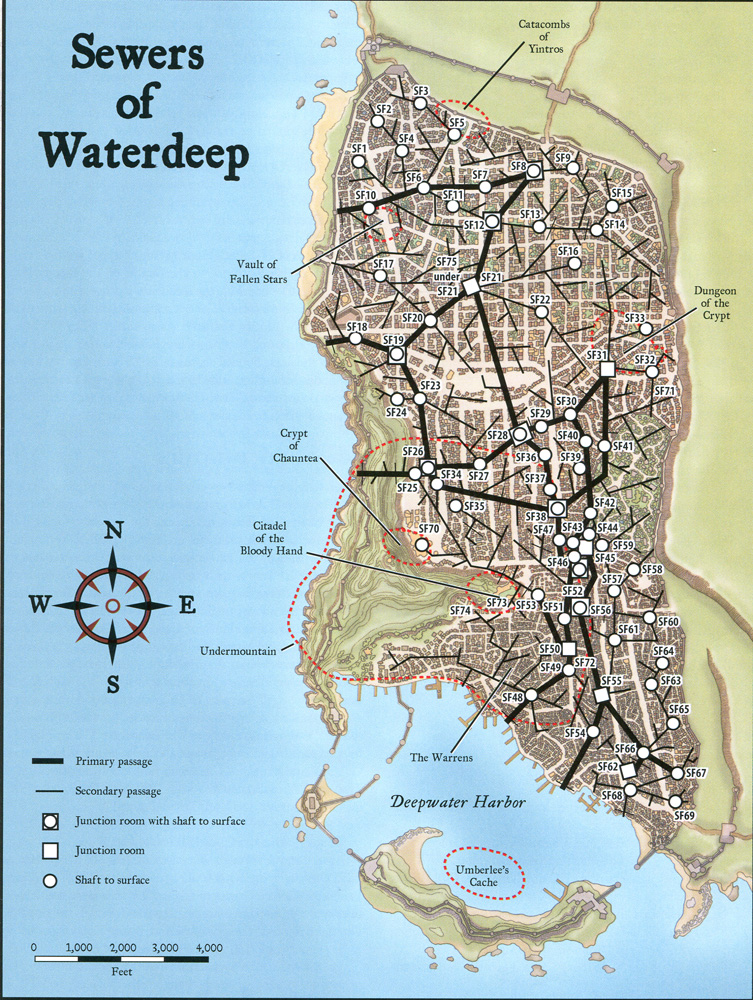 Sewers
of
Waterdeep
Catacombs
of
Yintros
SF3
SF2
SF5
SF4
SF1
SF8
SF9
SF6
SF7
SF10
SF11
SF15
SF12
SF13
SF14
Vault of
Fallen Stars
SF17
SF75
under
SF21
SF21
SF16
Dungeon
of the
Crypt
SF22
SF20
SF33
SF18
SF19
SF31
SF32
SF71
SF23
SF24
SF30
SF29
SF28
SF40
SF41
Crypt
of
Chauntea
SF26
SF36
SF39
SF25
SF34
SF27
SF37
SF35
SF38
SF42
Citadel
of the
Bloody Hand
SF70
SF47
SF43
SF44
SF45
SF59
SF46
SF58
SF57
SF52
SF73
SF53
SF74
SF51
SF56
SF60
SF61
Undermountain
SF50
SF49
SF72
SF64
SF63
SF48
SF55
SF65
SF54
SF66
The Warrens
SF62
SF67
SF68
SF69
N
W
E
S
Primary passage
Secondary passage
Junction room with shaft to surface
Junction room
Shaft to surface
Deepwater Harbor
Umberlee's
Cache
0 1,000 2,000 3,000 4,000
Feet